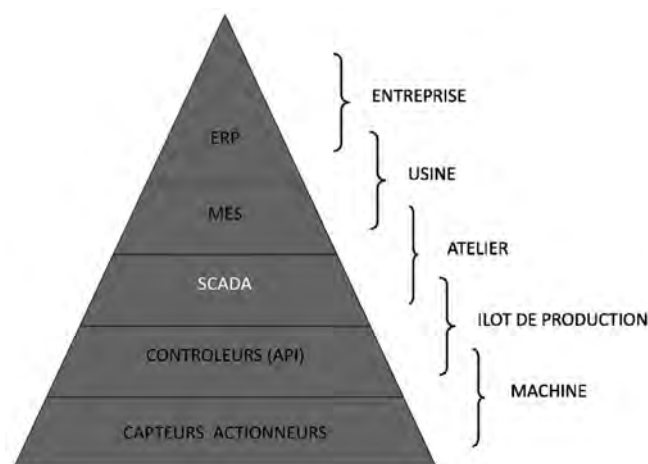 ENTREPRISE
ERP
USINE
MES
ATELIER
SCADA
ILOT DE PRODUCTION
CONTROLEURS (API)
MACHINE
CAPTEURS ACTIONNEURS